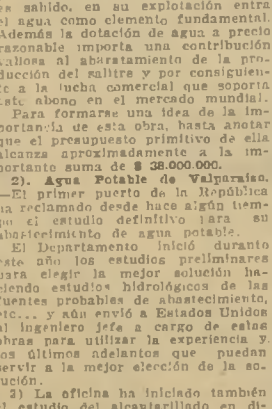 es sabido, en su explotación entra
el agua como elemento fundamental.
Además la dotación de agua a precio
razonable importa una contribución
valiosa al abaratamiento de la pro-
ducción del salitre y por consiguien-
te a la lucha comercial que soporta
este abono en el mercado mundial.
Para formarse una idea de la im-
portancia de esta obra, basta anotar
que el presupuesto primitivo de ella
alcanza aproximadamente a la im-
portante suma de $ 38.000.000.
2). Agua Potable de Valparaíso.
—El primer puerto de la República
ha reclamado desde hace algún tiem-
po el estudio definitivo para su
abastecimiento de agua potable.
El Departamento inició durante
este año los estudios preliminares
para elegir la mejor solución ha-
ciendo estudios hidrológicos de las
fuentes probables de abastecimiento,
etc... y aún envió a Estados Unidos
al ingeniero jefe a cargo de estas
obras para utilizar la experiencia y
los últimos adelantos que puedan
servir a la mejor elección de la so-
lución.
2) La oficina ha iniciado también
el estudio del alcantarillado en di-